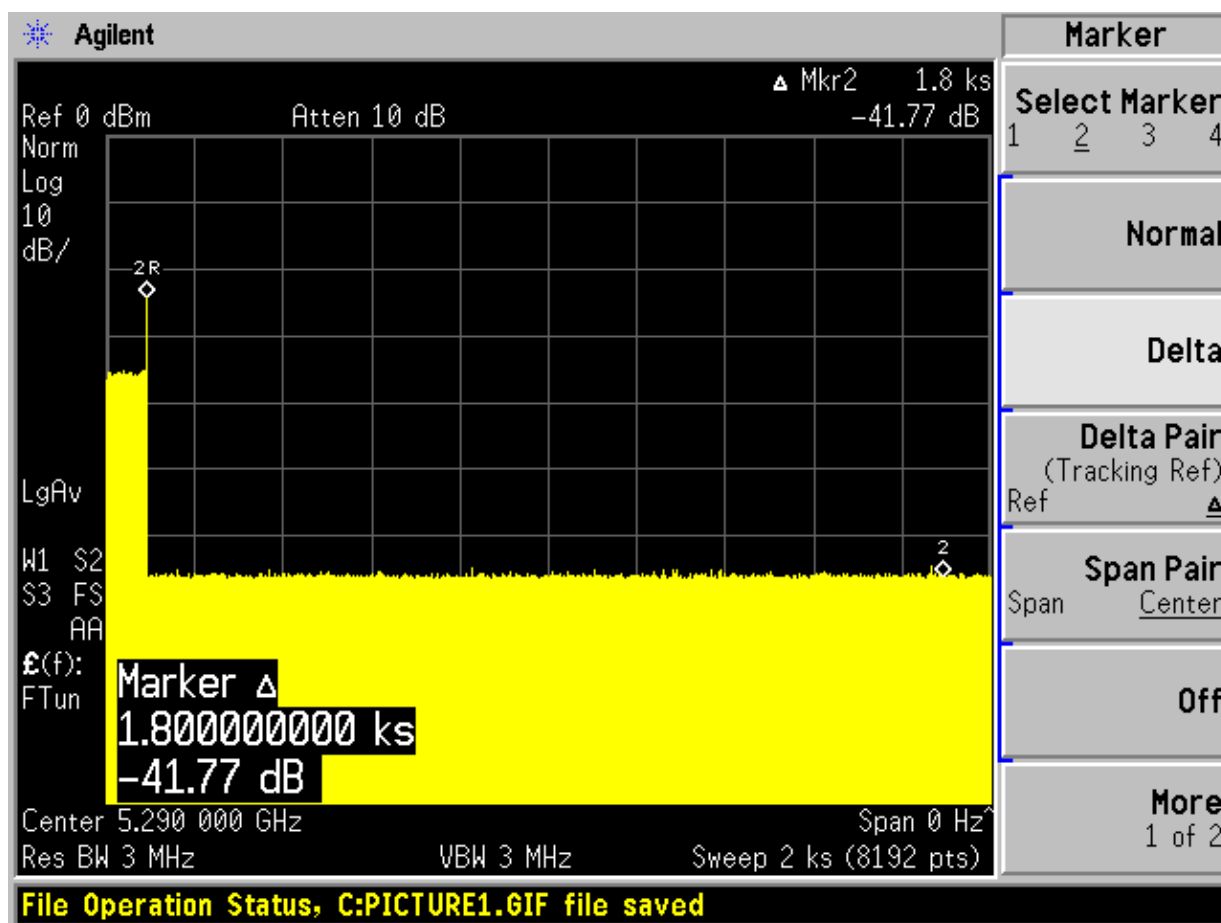 Agilent
Marker
Δ Mkr2 1.8 ks
Ref 0 dBm Atten 10 dB -41.77 dB
Norm
Log
10
dB/
2R
LgAv
2
W1 S2
S3 FS
AA
£(f):
FTun
Marker Δ
1.800000000 ks
-41.77 dB
Center 5.290 000 GHz Span 0 Hz^
Res BW 3 MHz VBW 3 MHz Sweep 2 ks (8192 pts)
Select Marker
1 2 3 4
Normal
Delta
Delta Pair
(Tracking Ref)
Ref Δ
Span Pair
Span Center
Off
More
1 of 2
File Operation Status, C:PICTURE1.GIF file saved